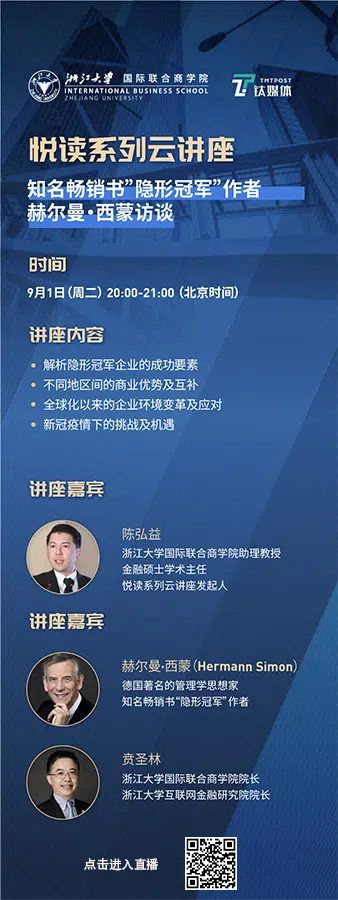 浙江大学 国际联合商学院
INTERNATIONAL BUSINESS SCHOOL
ZHEJIANG UNIVERSITY
TMTPOST
钛媒体
悦读系列云讲座
知名畅销书”隐形冠军”作者
赫尔曼·西蒙访谈
时间
9月1日(周二) 20:00-21:00 (北京时间)
讲座内容
• 解析隐形冠军企业的成功要素
• 不同地区间的商业优势及互补
• 全球化以来的企业环境变革及应对
• 新冠疫情下的挑战及机遇
讲座嘉宾
陈弘益
浙江大学国际联合商学院助理教授
金融硕士学术主任
悦读系列云讲座发起人
讲座嘉宾
赫尔曼·西蒙(Hermann Simon)
德国著名的管理学思想家
知名畅销书“隐形冠军”作者
贲圣林
浙江大学国际联合商学院院长
浙江大学互联网金融研究院院长
点击进入直播